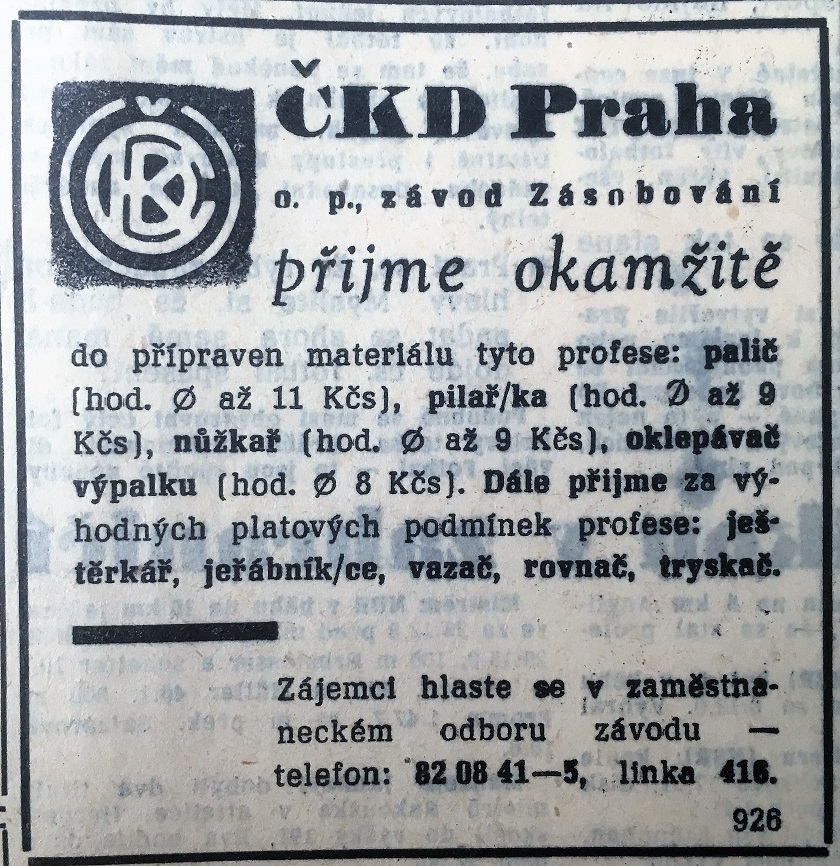 ČKD
ČKD Praha
o. p., závod Zásobování
přijme okamžitě
do přípraven materiálu tyto profese: palič
(hod. Ø až 11 Kčs), pilař/ka (hod. Ø až 9
Kčs), nůžkař (hod. Ø až 9 Kčs), oklepávač
výpalku (hod. Ø 8 Kčs). Dále přijme za vý-
hodných platových podmínek profese: ješ-
těrkář, jeřábník/ce, vazač, rovnač, tryskač.
Zájemci hlaste se v zaměstna-
neckém odboru závodu —
telefon: 82 08 41—5, linka 416.
926